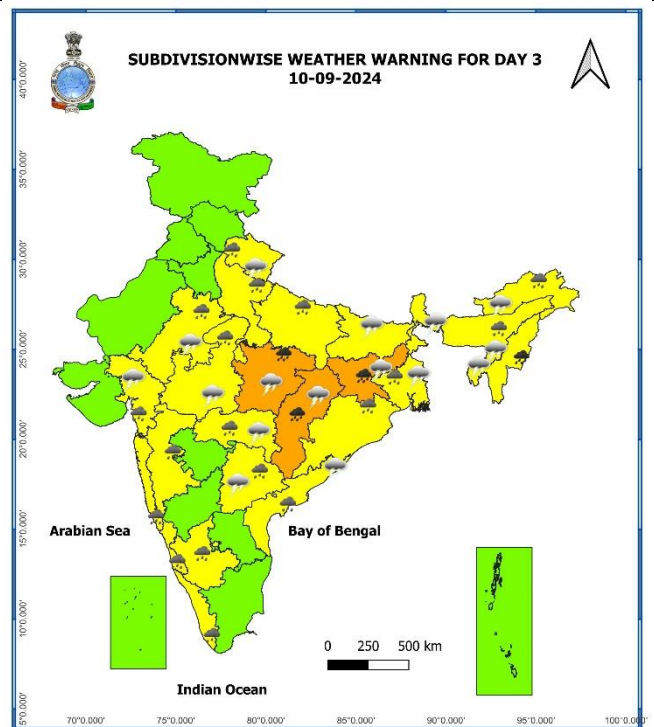 SUBDIVISIONWISE WEATHER WARNING FOR DAY 3
10-09-2024
40°0.000'
35°0.000'
30°0.000'
25°0.000'
20°0.000'
15°0.000'
10°0.000'
5°0.000'
Arabian Sea
Bay of Bengal
0 250 500 km
Indian Ocean
70°0.000' 75°0.000' 80°0.000' 85°0.000' 90°0.000' 95°0.000' 100°0.000'